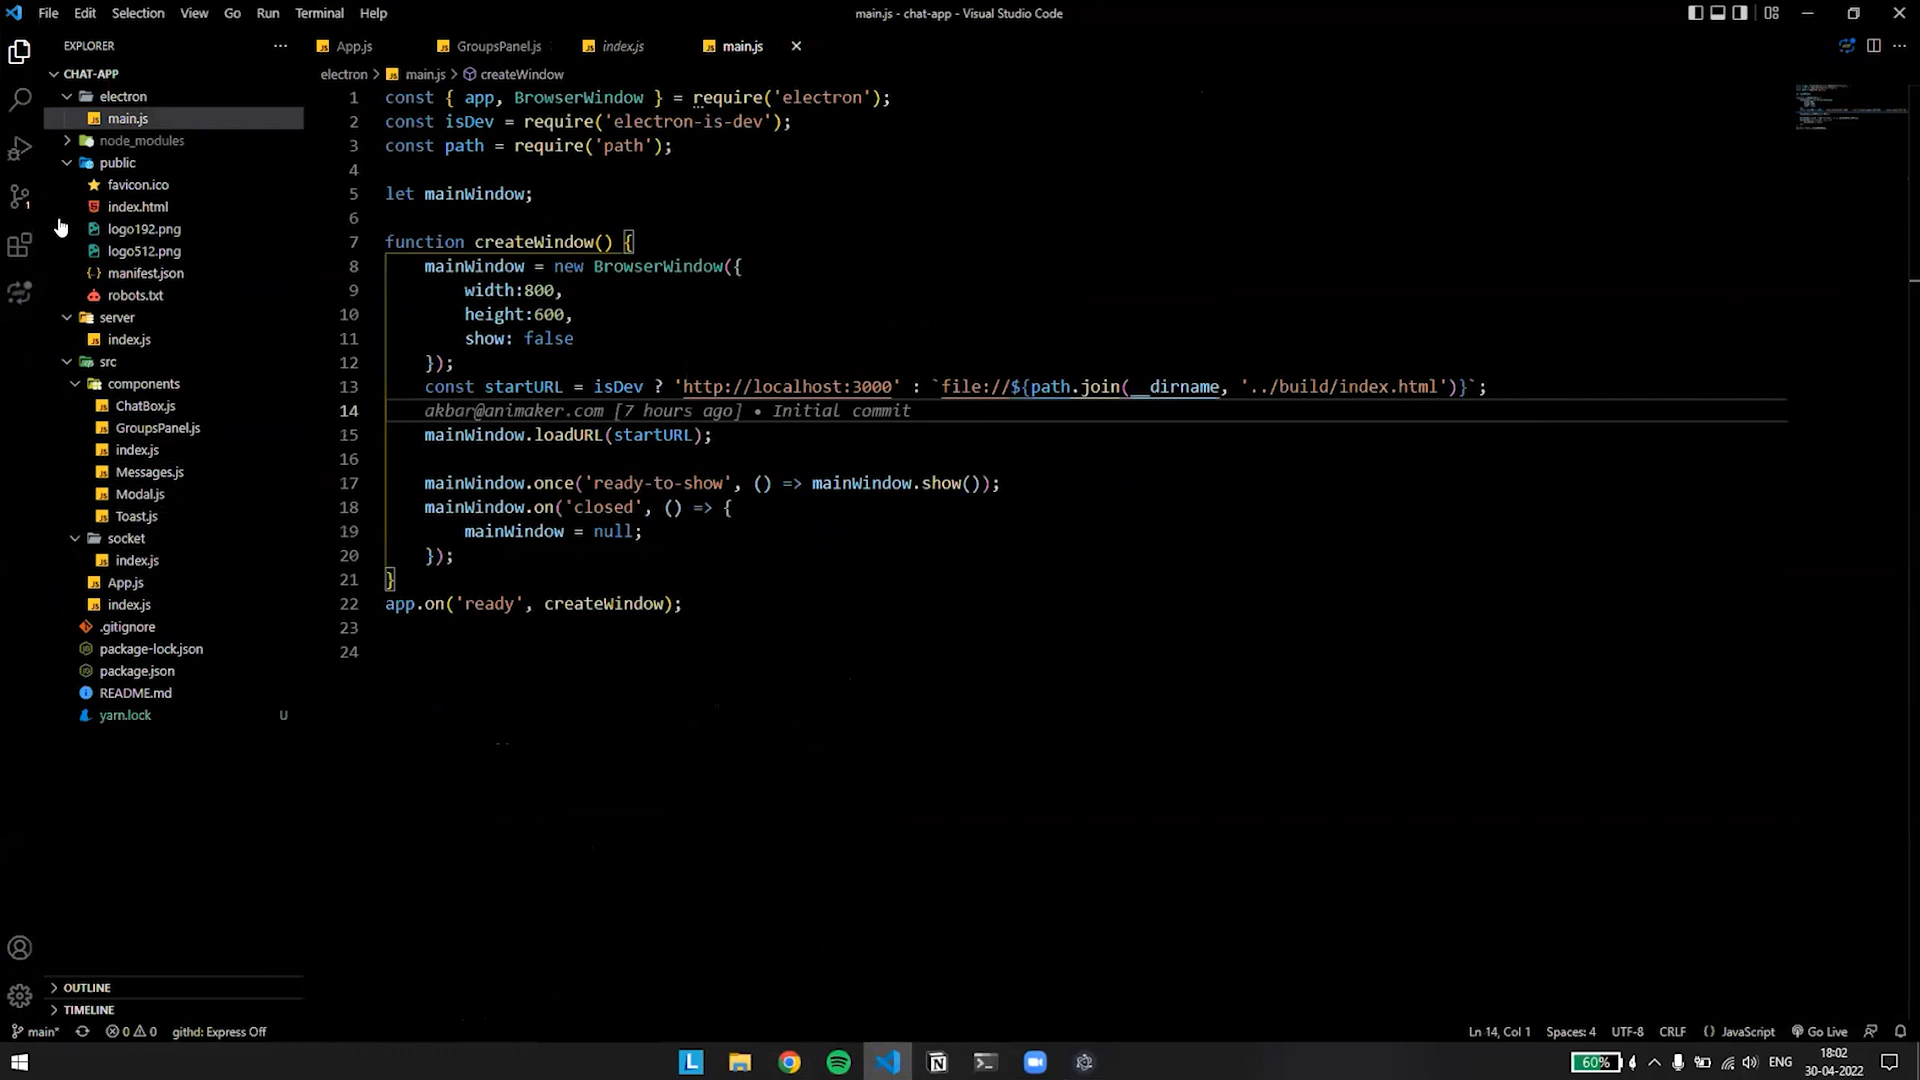 File Edit Selection View Go Run Terminal Help
main.js - chat-app - Visual Studio Code
EXPLORER
App.js GroupsPanel.js index.js main.js
CHAT-APP
electron
main.js
node_modules
public
favicon.ico
index.html
logo192.png
logo512.png
manifest.json
robots.txt
server
index.js
src
components
ChatBox.js
GroupsPanel.js
index.js
Messages.js
Modal.js
Toast.js
socket
index.js
App.js
index.js
.gitignore
package-lock.json
package.json
README.md
yarn.lock U
OUTLINE
TIMELINE
electron > JS main.js > createWindow
1 const { app, BrowserWindow } = require('electron');
2 const isDev = require('electron-is-dev');
3 const path = require('path');
4
5 let mainWindow;
6
7 function createWindow() {
8 mainWindow = new BrowserWindow({
9 width:800,
10 height:600,
11 show: false
12 });
13 const startURL = isDev ? 'http://localhost:3000' : `file://${path.join(__dirname, '../build/index.html')}`;
14 akbar@animaker.com [7 hours ago] • Initial commit
15 mainWindow.loadURL(startURL);
16
17 mainWindow.once('ready-to-show', () => mainWindow.show());
18 mainWindow.on('closed', () => {
19 mainWindow = null;
20 });
21 }
22 app.on('ready', createWindow);
23
24
main* 0 0 githd: Express Off
Ln 14, Col 1 Spaces: 4 UTF-8 CRLF JavaScript Go Live
60% ENG 18:02
30-04-2022